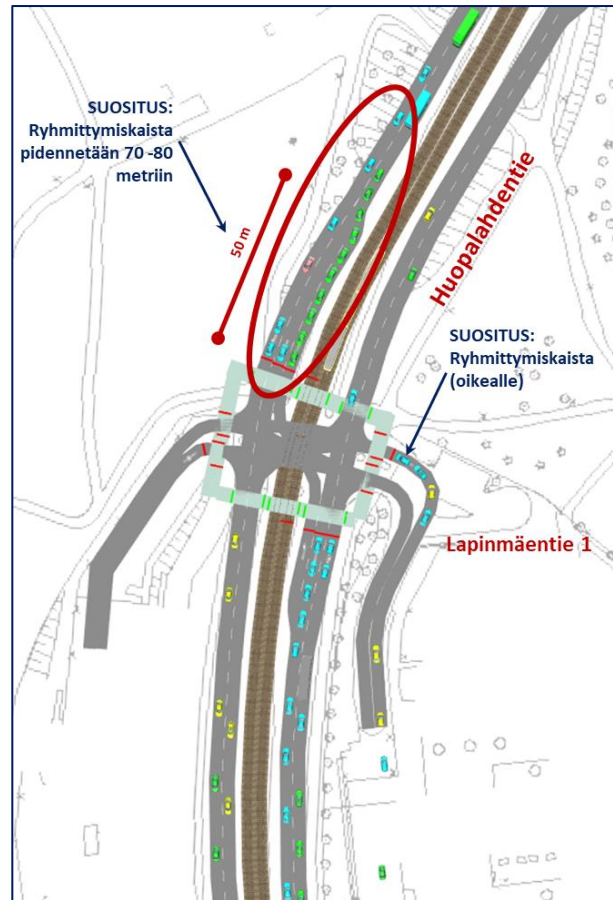 SUOSITUS:
Ryhmittymiskaista
pidennetään 70 -80
metriin
50 m
Huopalahdentie
SUOSITUS:
Ryhmittymiskaista
(oikealle)
Lapinmäentie 1